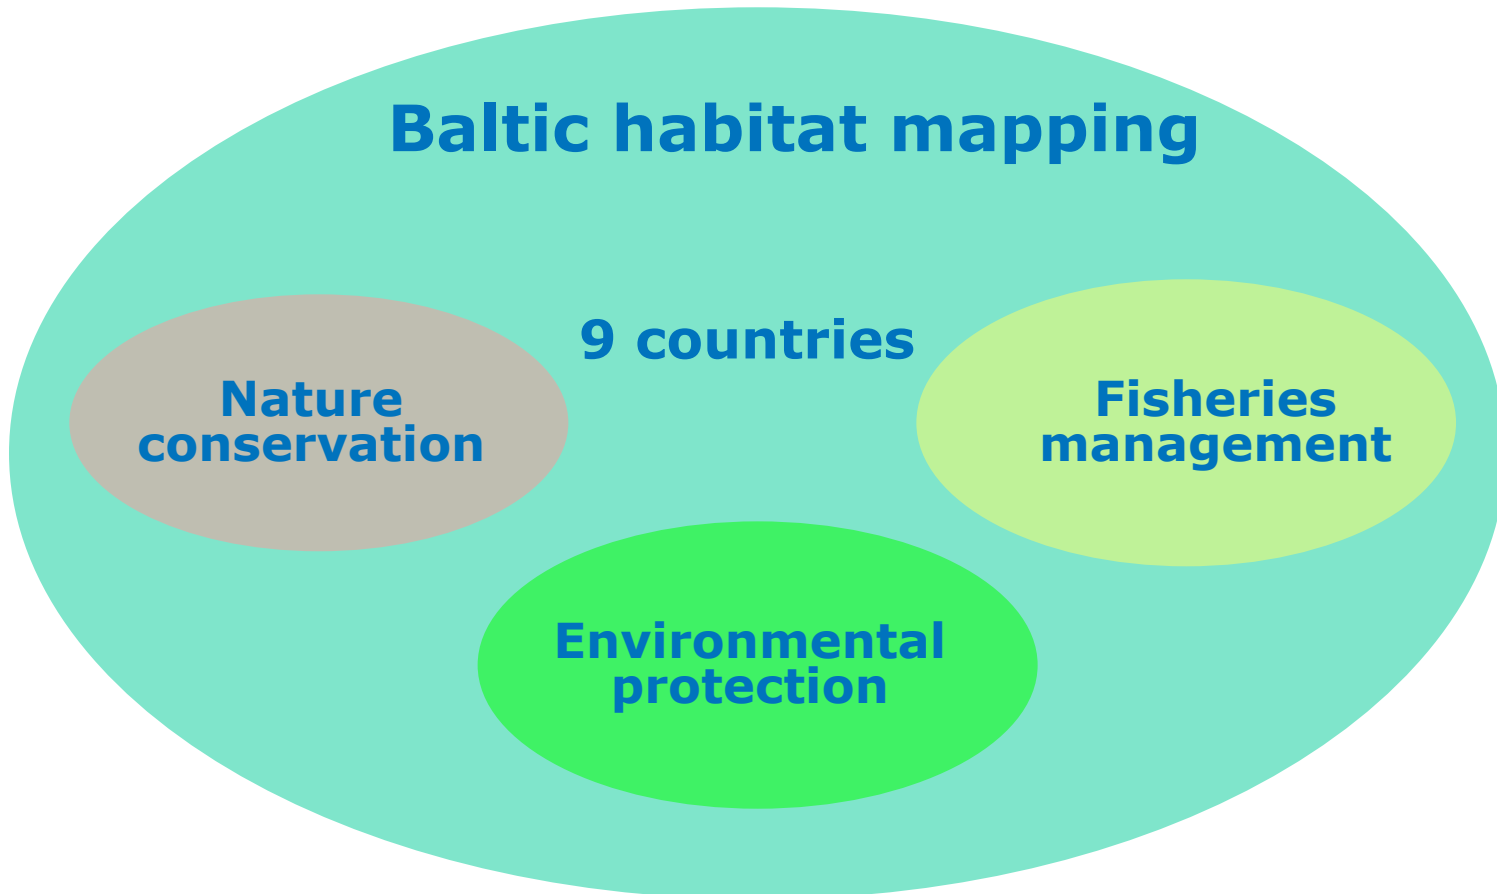 Baltic habitat mapping
9 countries
Nature
conservation
Fisheries
management
Environmental
protection